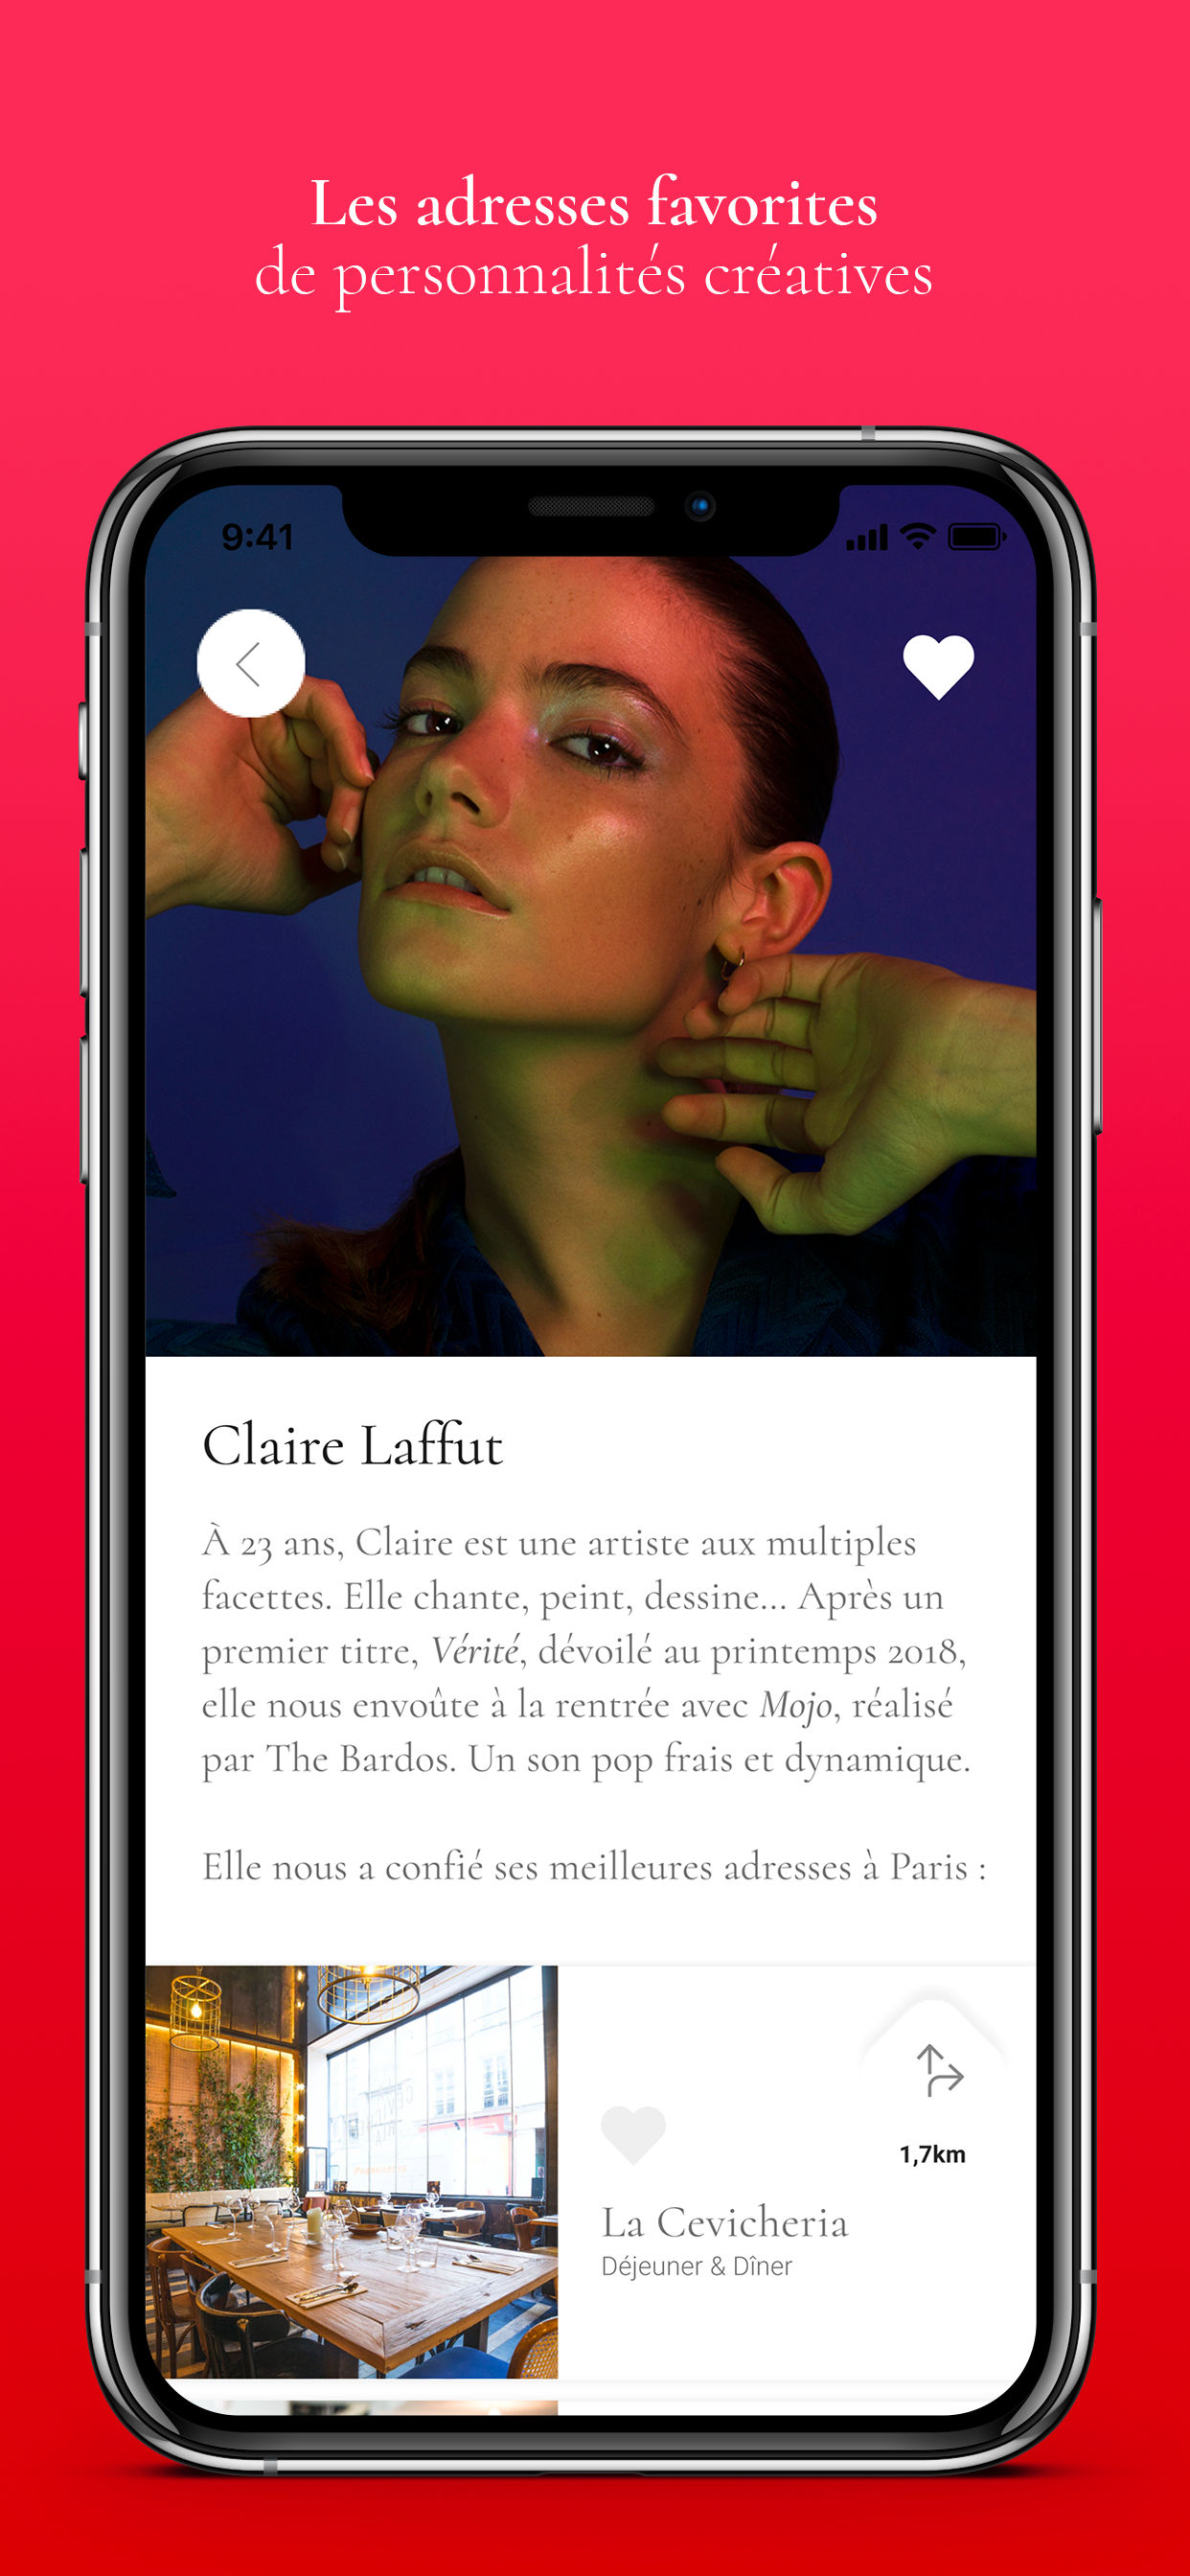 Les adresses favorites
de personnalités créatives
9:41
Claire Laffut
À 23 ans, Claire est une artiste aux multiples
facettes. Elle chante, peint, dessine... Après un
premier titre, Vérité, dévoilé au printemps 2018,
elle nous envoûte à la rentrée avec Mojo, réalisé
par The Bardos. Un son pop frais et dynamique.
Elle nous a confié ses meilleures adresses à Paris :
1,7km
La Cevicheria
Déjeuner & Dîner